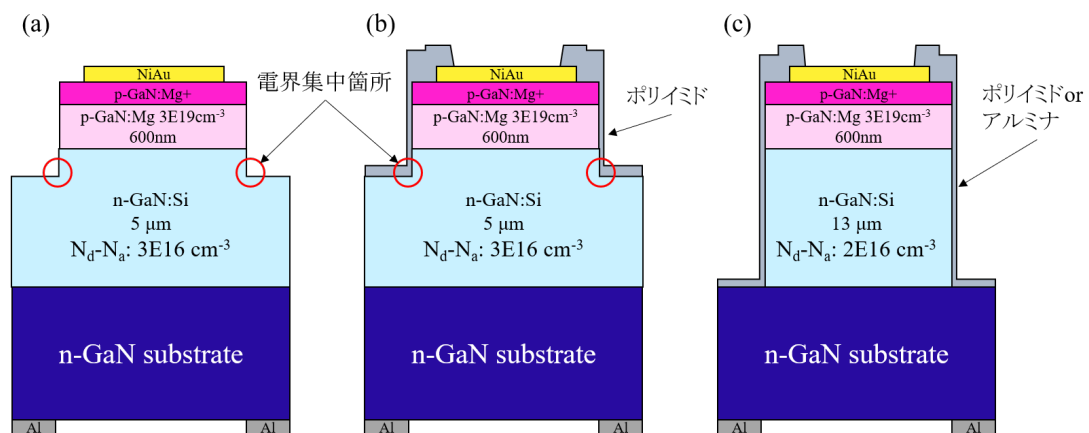 (a)
NiAu
p-GaN:Mg+
p-GaN:Mg 3E19cm⁻³
600nm
n-GaN:Si
5 μm
Nd-Na: 3E16 cm⁻³
n-GaN substrate
Al
Al
電界集中箇所
(b)
NiAu
p-GaN:Mg+
p-GaN:Mg 3E19cm⁻³
600nm
n-GaN:Si
5 μm
Nd-Na: 3E16 cm⁻³
n-GaN substrate
Al
Al
ポリイミド
(c)
NiAu
p-GaN:Mg+
p-GaN:Mg 3E19cm⁻³
600nm
n-GaN:Si
13 μm
Nd-Na: 2E16 cm⁻³
n-GaN substrate
Al
Al
ポリイミドor
アルミナ